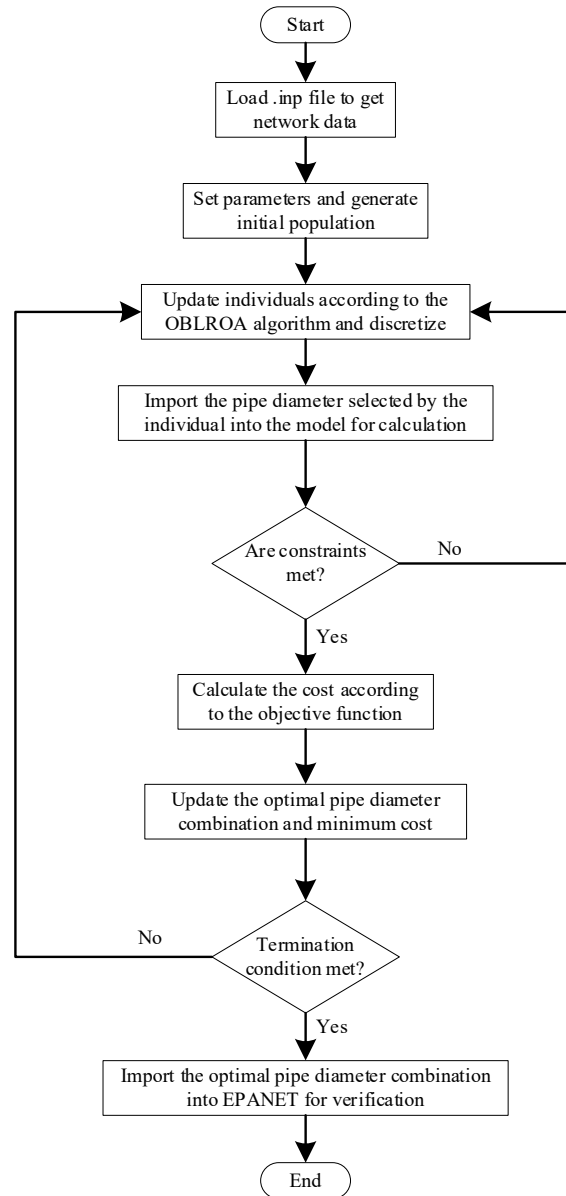 Start
Load .inp file to get
network data
Set parameters and generate
initial population
Update individuals according to the
OBLROA algorithm and discretize
Import the pipe diameter selected by the
individual into the model for calculation
Are constraints
met?
No
Yes
Calculate the cost according
to the objective function
Update the optimal pipe diameter
combination and minimum cost
No
Termination
condition met?
Yes
Import the optimal pipe diameter combination
into EPANET for verification
End